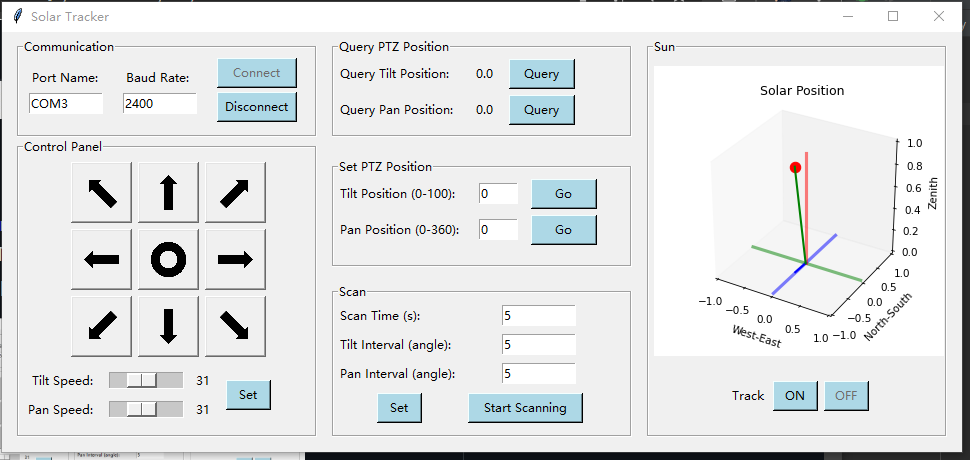 Solar Tracker
Communication
Port Name: Baud Rate: Connect
COM3 2400 Disconnect
Control Panel
Tilt Speed: 31
Pan Speed: 31
Set
Query PTZ Position
Query Tilt Position: 0.0 Query
Query Pan Position: 0.0 Query
Set PTZ Position
Tilt Position (0-100): 0 Go
Pan Position (0-360): 0 Go
Scan
Scan Time (s): 5
Tilt Interval (angle): 5
Pan Interval (angle): 5
Set Start Scanning
Sun
Solar Position
1.0
0.8
0.6
0.4
0.2
0.0
Zenith
−1.0
−0.5
0.0
0.5
1.0
West-East
1.0
0.5
0.0
−0.5
−1.0
North-South
Track ON OFF